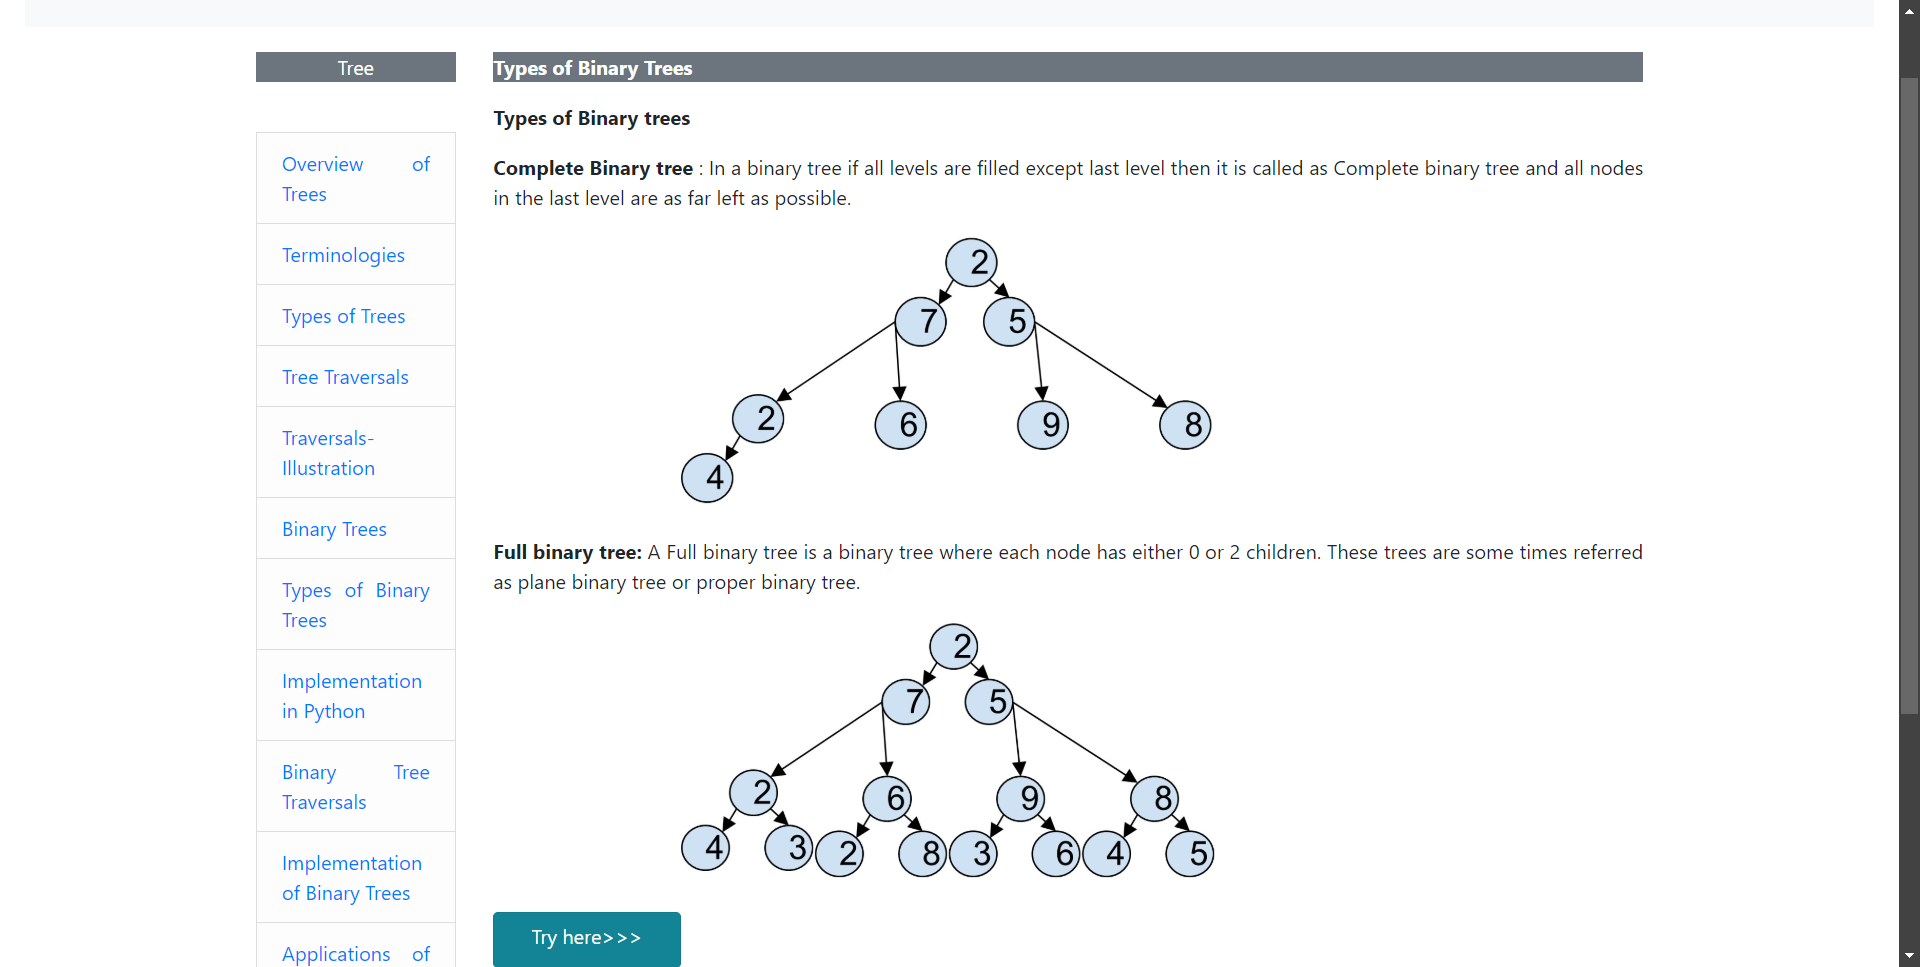 Tree
Overview of
Trees
Terminologies
Types of Trees
Tree Traversals
Traversals-
Illustration
Binary Trees
Types of Binary
Trees
Implementation
in Python
Binary Tree
Traversals
Implementation
of Binary Trees
Applications of
Types of Binary Trees
Types of Binary trees
Complete Binary tree : In a binary tree if all levels are filled except last level then it is called as Complete binary tree and all nodes
in the last level are as far left as possible.
2
7 5
2 6 9 8
4
Full binary tree: A Full binary tree is a binary tree where each node has either 0 or 2 children. These trees are some times referred
as plane binary tree or proper binary tree.
2
7 5
2 6 9 8
4 3 2 8 3 6 4 5
Try here>>>